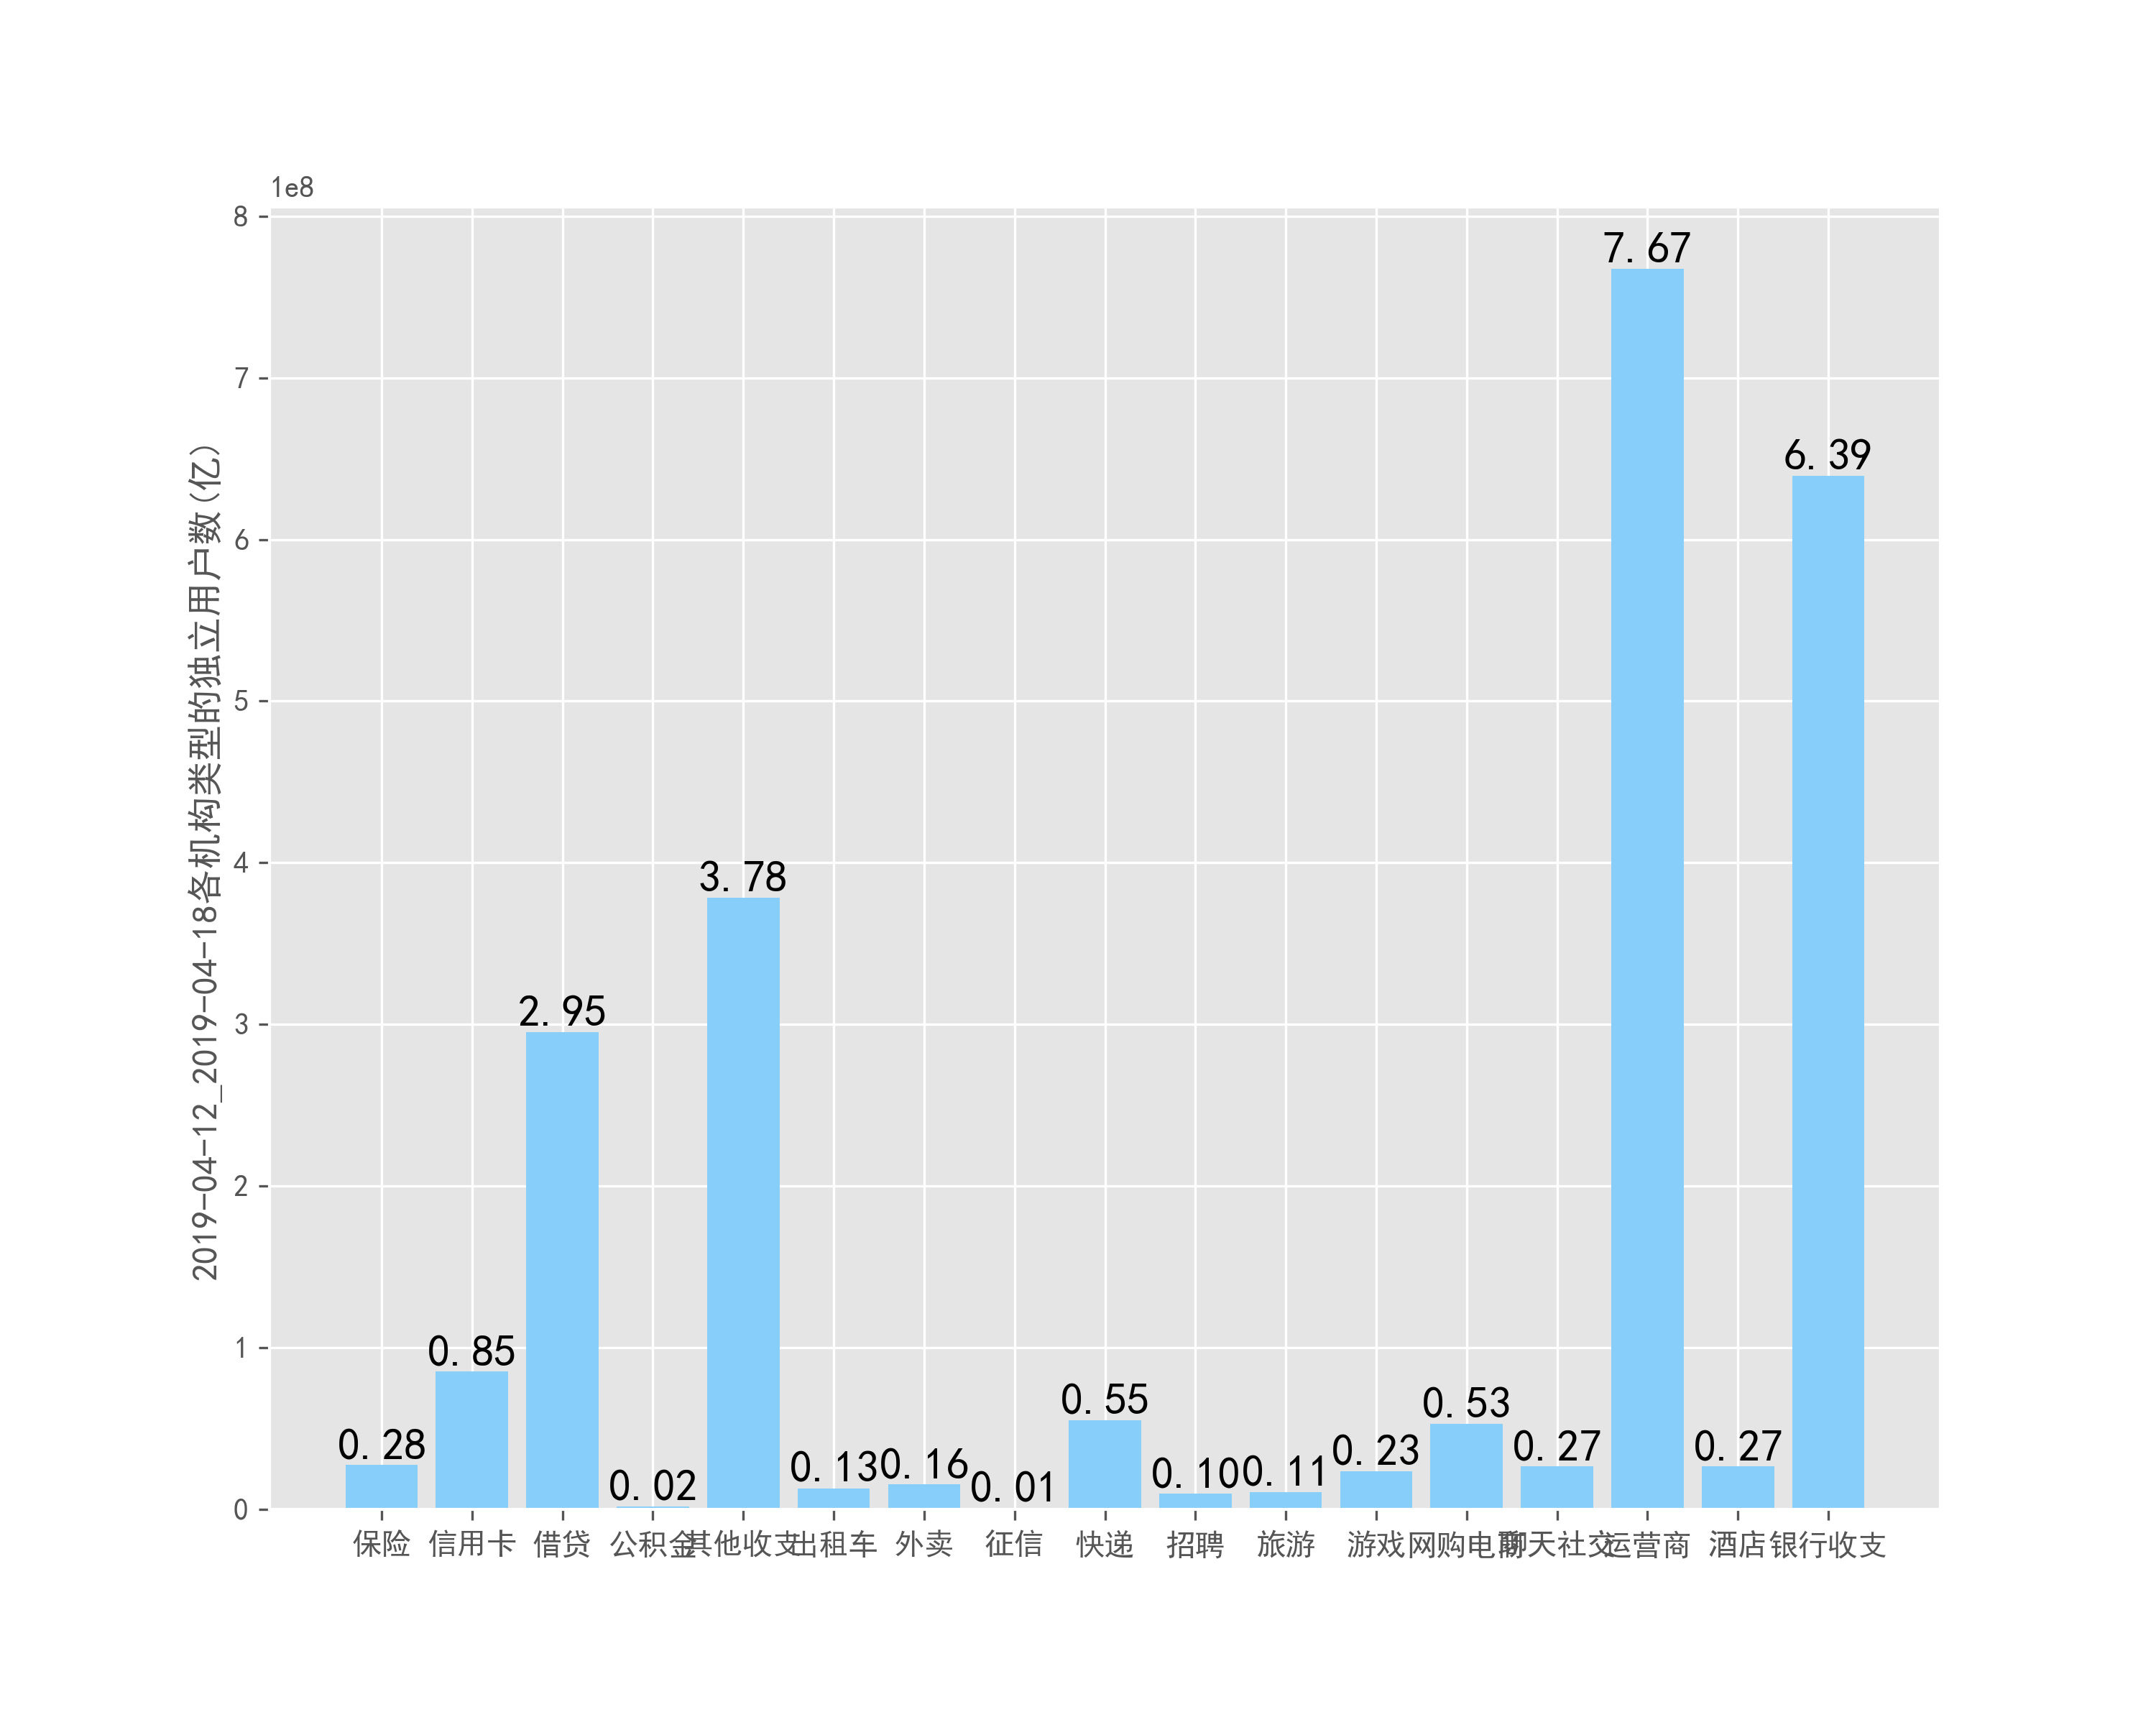 1e8
8
7
6
5
4
3
2
1
0
2019-04-12_2019-04-18各机构类型的独立用户数(亿)
0.28
0.85
2.95
0.02
3.78
0.13
0.16
0.01
0.55
0.10
0.11
0.23
0.53
0.27
7.67
0.27
6.39
保险
信用卡
借贷
公积金
其他收支
出租车
外卖
征信
快递
招聘
旅游
游戏
网购电商
聊天社交
运营商
酒店
银行收支